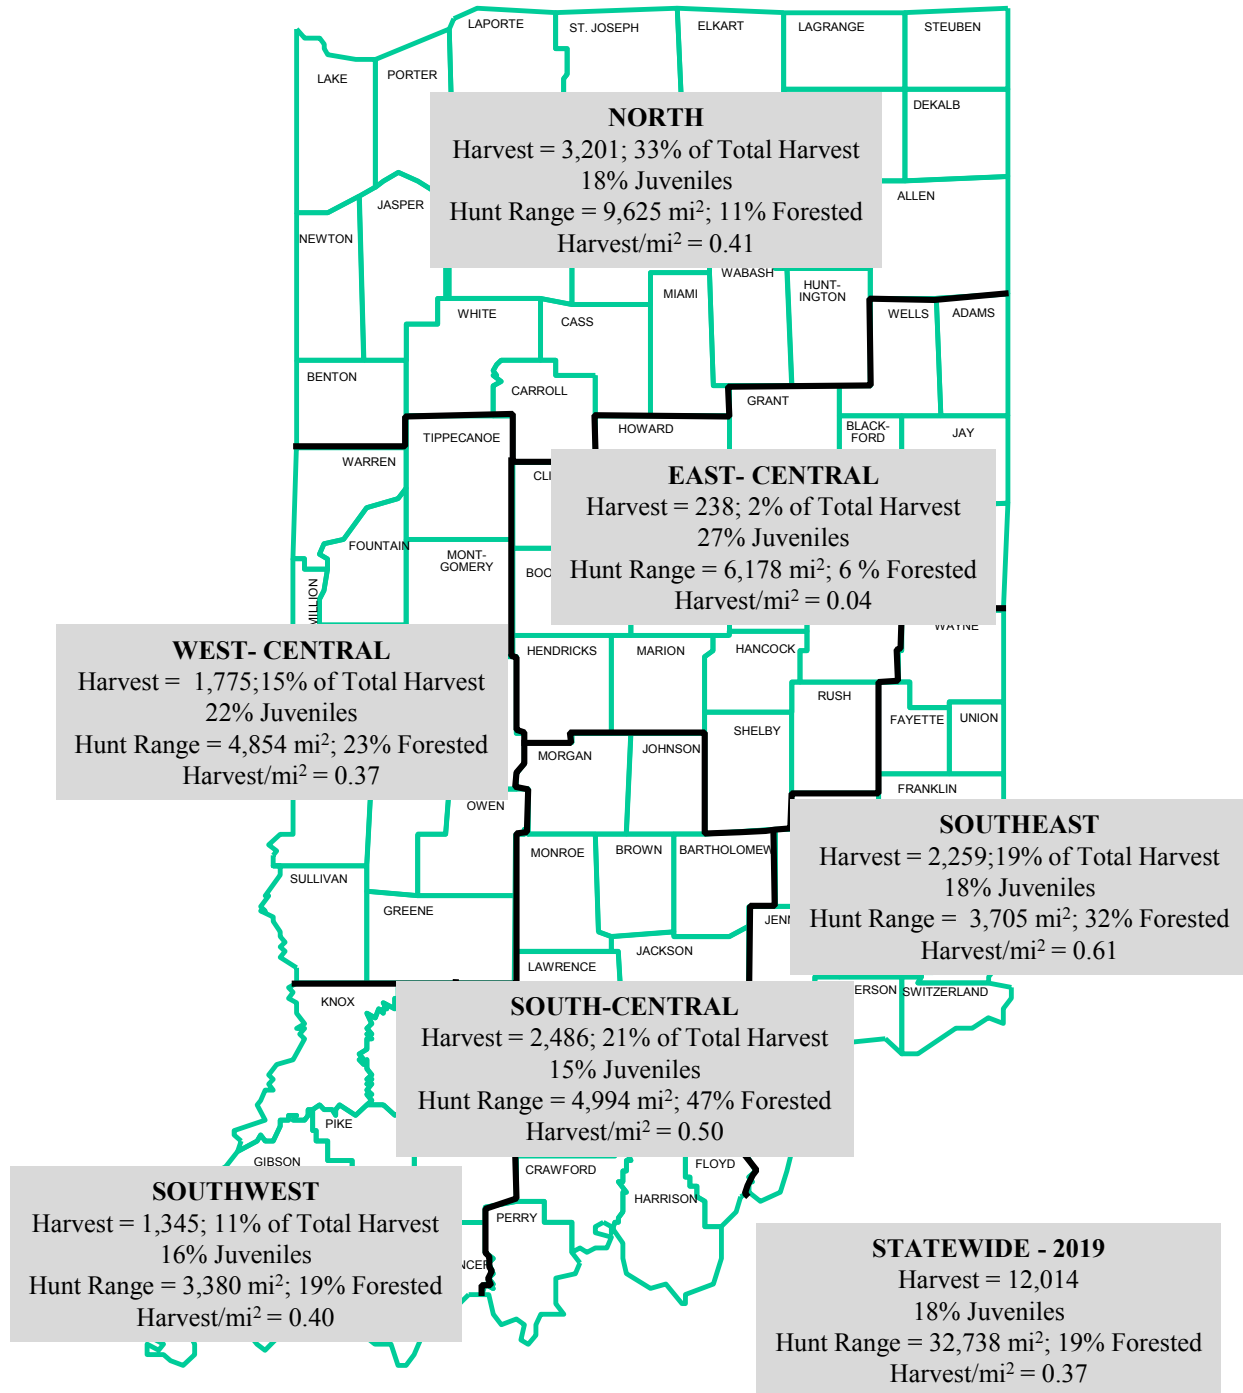 LAPORTE
ST. JOSEPH
ELKART
LAGRANGE
STEUBEN
LAKE
PORTER
DEKALB
NORTH
Harvest = 3,201; 33% of Total Harvest
18% Juveniles
Hunt Range = 9,625 mi²; 11% Forested
Harvest/mi² = 0.41
JASPER
ALLEN
NEWTON
WABASH
MIAMI
HUNT-
INGTON
WHITE
CASS
WELLS
ADAMS
BENTON
CARROLL
GRANT
TIPPECANOE
HOWARD
BLACK-
FORD
JAY
WARREN
CLI
EAST- CENTRAL
Harvest = 238; 2% of Total Harvest
27% Juveniles
Hunt Range = 6,178 mi²; 6 % Forested
Harvest/mi² = 0.04
FOUNTAIN
MONT-
GOMERY
BOO
MILLION
WAYNE
WEST- CENTRAL
Harvest = 1,775;15% of Total Harvest
22% Juveniles
Hunt Range = 4,854 mi²; 23% Forested
Harvest/mi² = 0.37
HENDRICKS
MARION
HANCOCK
RUSH
FAYETTE
UNION
SHELBY
MORGAN
JOHNSON
FRANKLIN
OWEN
SOUTHEAST
Harvest = 2,259;19% of Total Harvest
18% Juveniles
Hunt Range = 3,705 mi²; 32% Forested
Harvest/mi² = 0.61
MONROE
BROWN
BARTHOLOMEW
SULLIVAN
GREENE
JENN
JACKSON
LAWRENCE
ERSON
SWITZERLAND
KNOX
SOUTH-CENTRAL
Harvest = 2,486; 21% of Total Harvest
15% Juveniles
Hunt Range = 4,994 mi²; 47% Forested
Harvest/mi² = 0.50
PIKE
GIBSON
CRAWFORD
FLOYD
HARRISON
SOUTHWEST
Harvest = 1,345; 11% of Total Harvest
16% Juveniles
Hunt Range = 3,380 mi²; 19% Forested
Harvest/mi² = 0.40
PERRY
NCER
STATEWIDE - 2019
Harvest = 12,014
18% Juveniles
Hunt Range = 32,738 mi²; 19% Forested
Harvest/mi² = 0.37